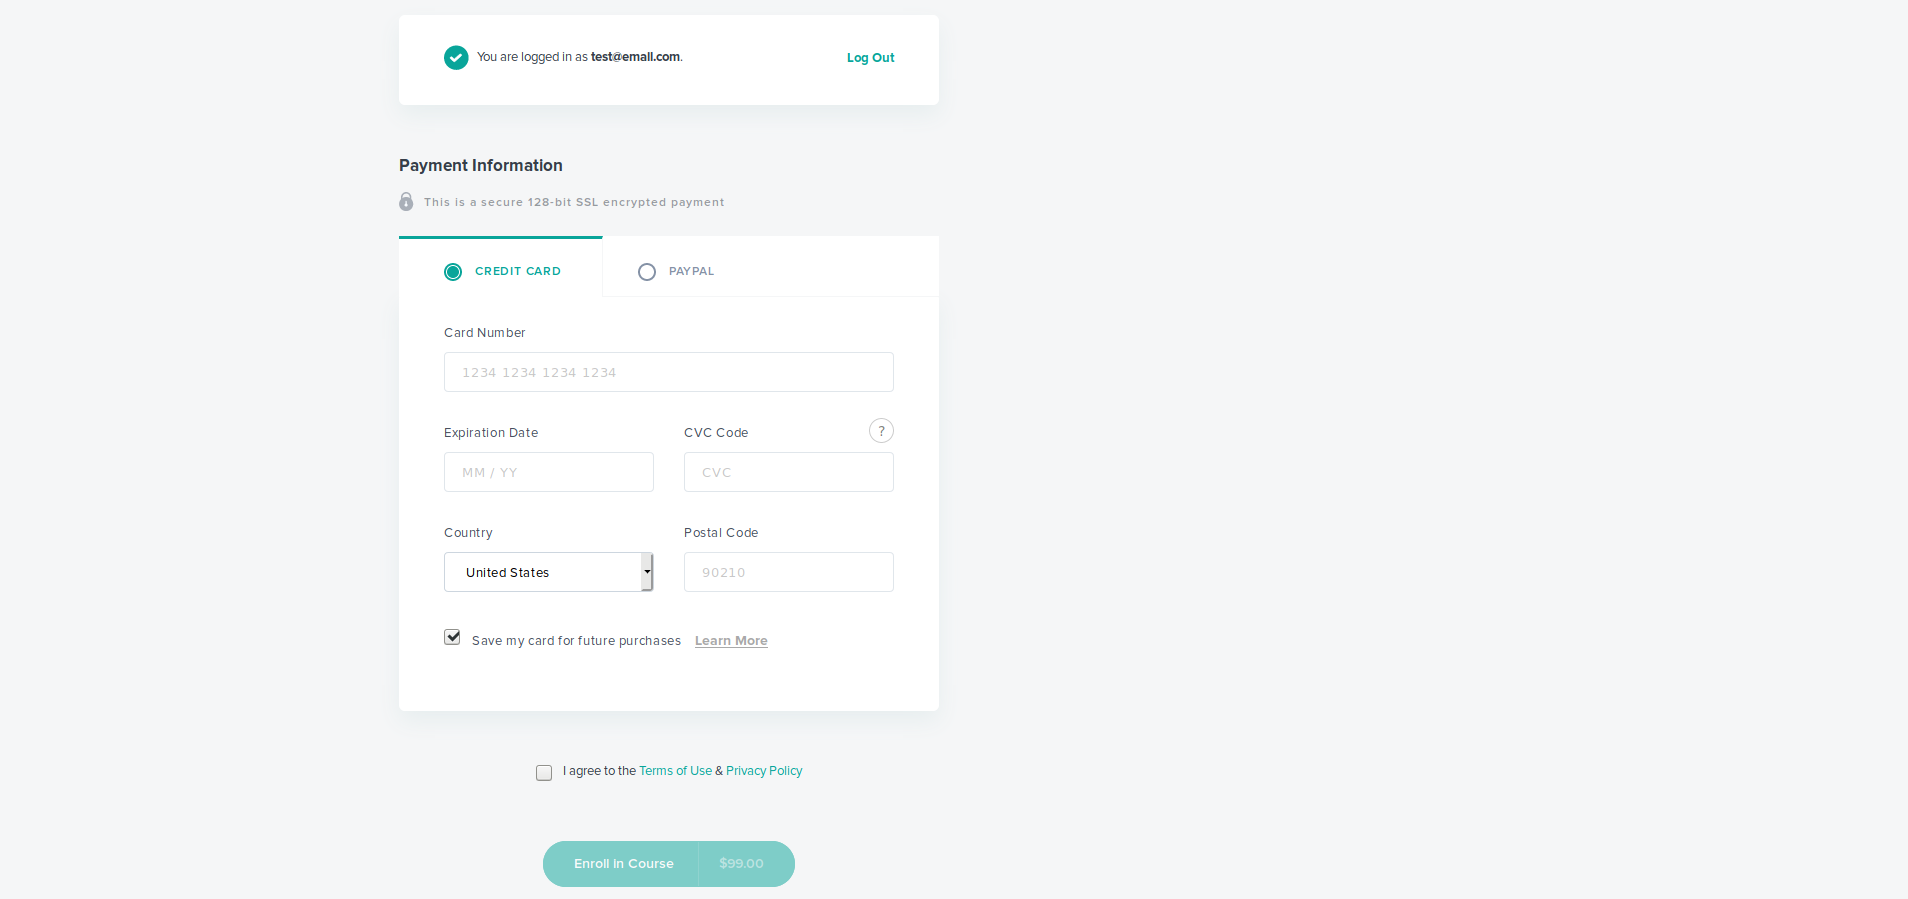 You are logged in as test@email.com.
Log Out
Payment Information
This is a secure 128-bit SSL encrypted payment
CREDIT CARD
PAYPAL
Card Number
1234 1234 1234 1234
Expiration Date
CVC Code
?
MM / YY
CVC
Country
Postal Code
United States
90210
Save my card for future purchases Learn More
I agree to the Terms of Use & Privacy Policy
Enroll in Course $99.00